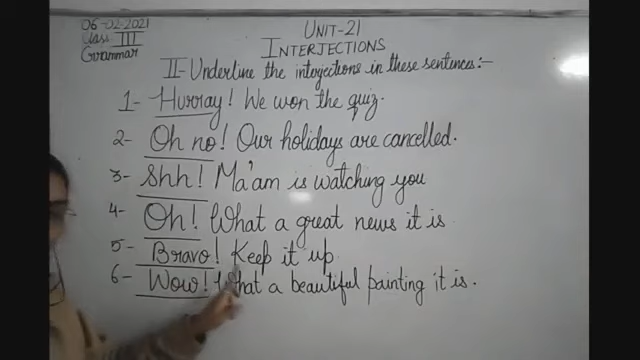 06-02-2021
Class III
Grammar
UNIT-21
INTERJECTIONS
II- Underline the interjections in these sentences:-
1- Hurray! We won the quiz.
2- Oh no! Our holidays are cancelled.
3- Shh! Ma'am is watching you
4- Oh! What a great news it is
5- Bravo! Keep it up
6- Wow! What a beautiful painting it is.